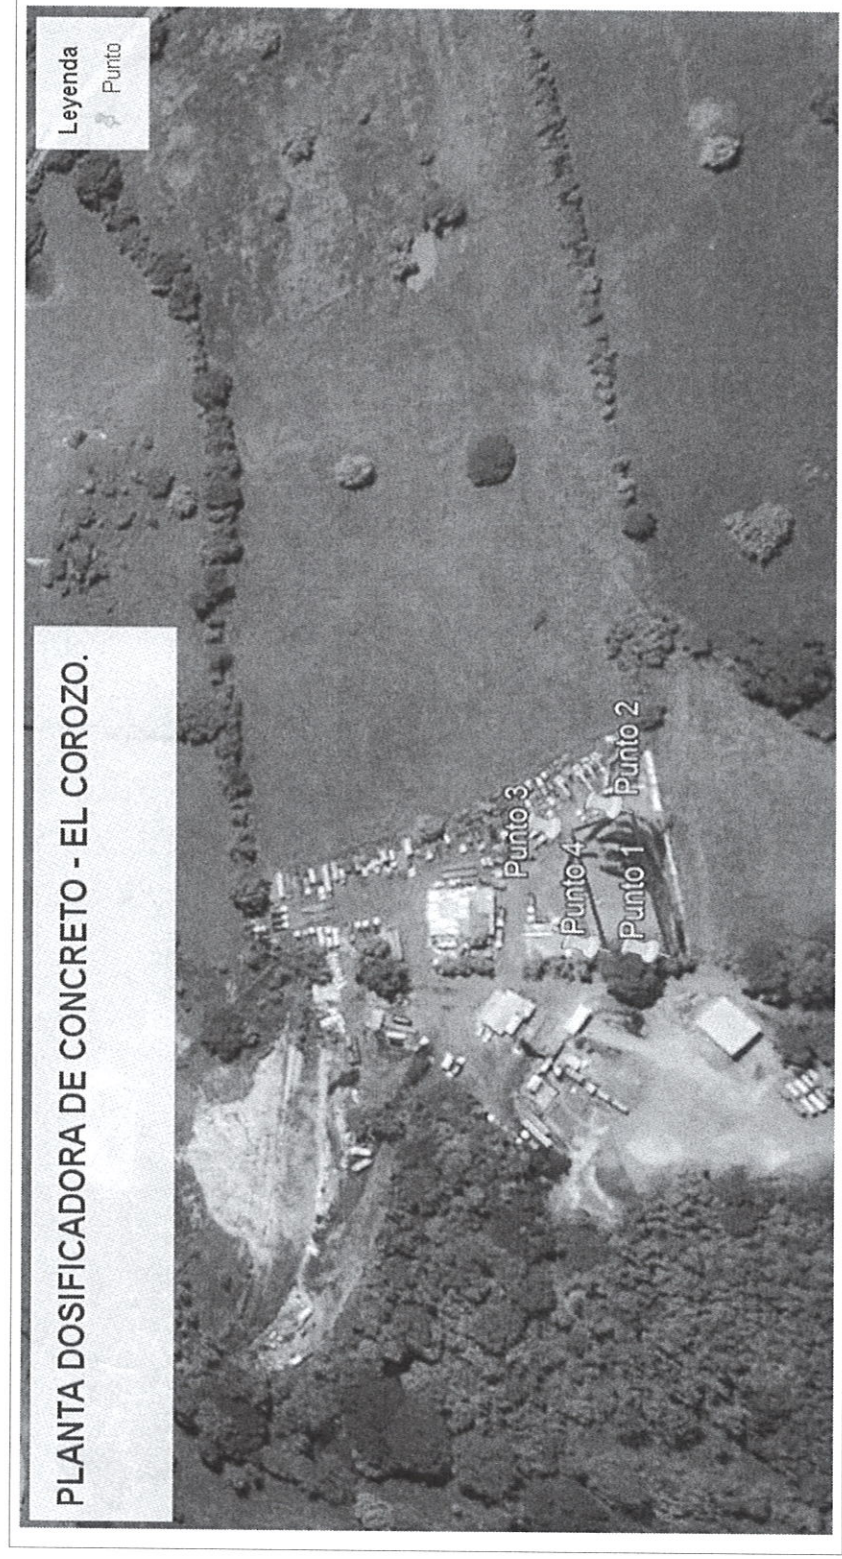 PLANTA DOSIFICADORA DE CONCRETO - EL COROZO.
Leyenda
Punto
Punto 3
Punto 4
Punto 2
Punto 1